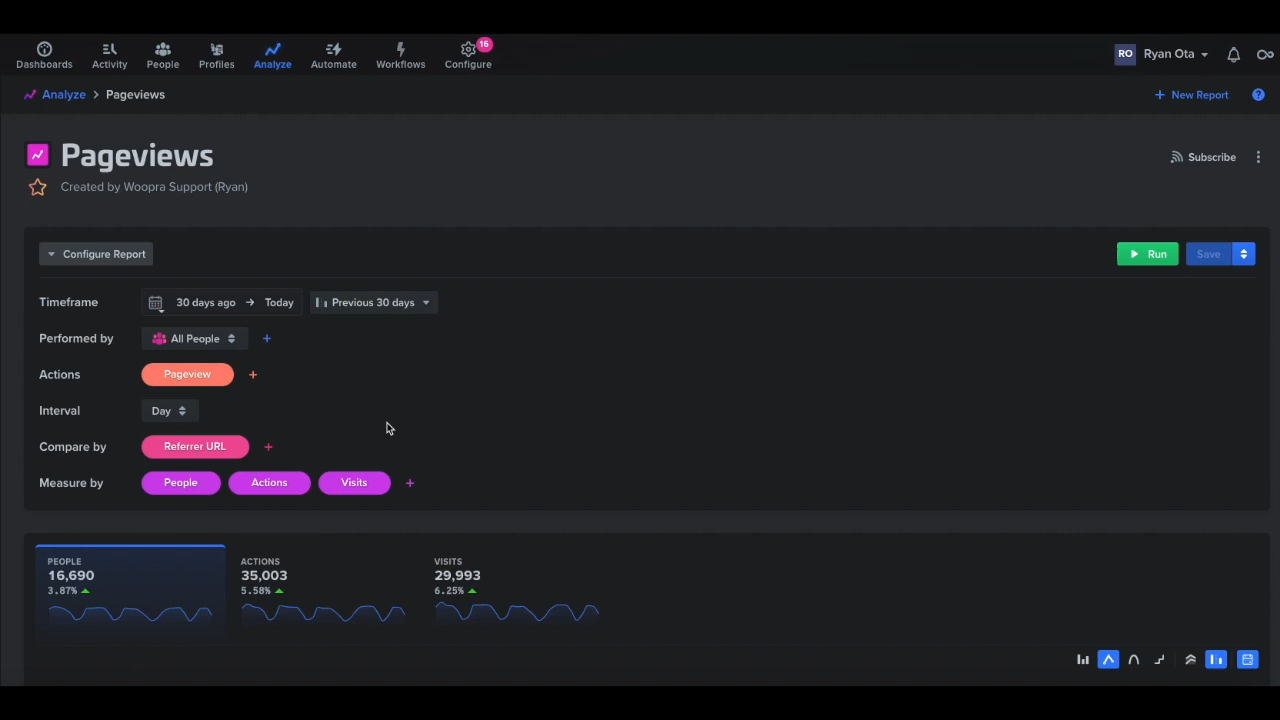 Dashboards Activity People Profiles Analyze Automate Workflows Configure 16 RO Ryan Ota
Analyze > Pageviews + New Report ?
Pageviews Subscribe
Created by Woopra Support (Ryan)
Configure Report Run Save
Timeframe 30 days ago → Today Previous 30 days
Performed by All People +
Actions Pageview +
Interval Day
Compare by Referrer URL +
Measure by People Actions Visits +
PEOPLE ACTIONS VISITS
16,690 35,003 29,993
3.87% 5.58% 6.25%